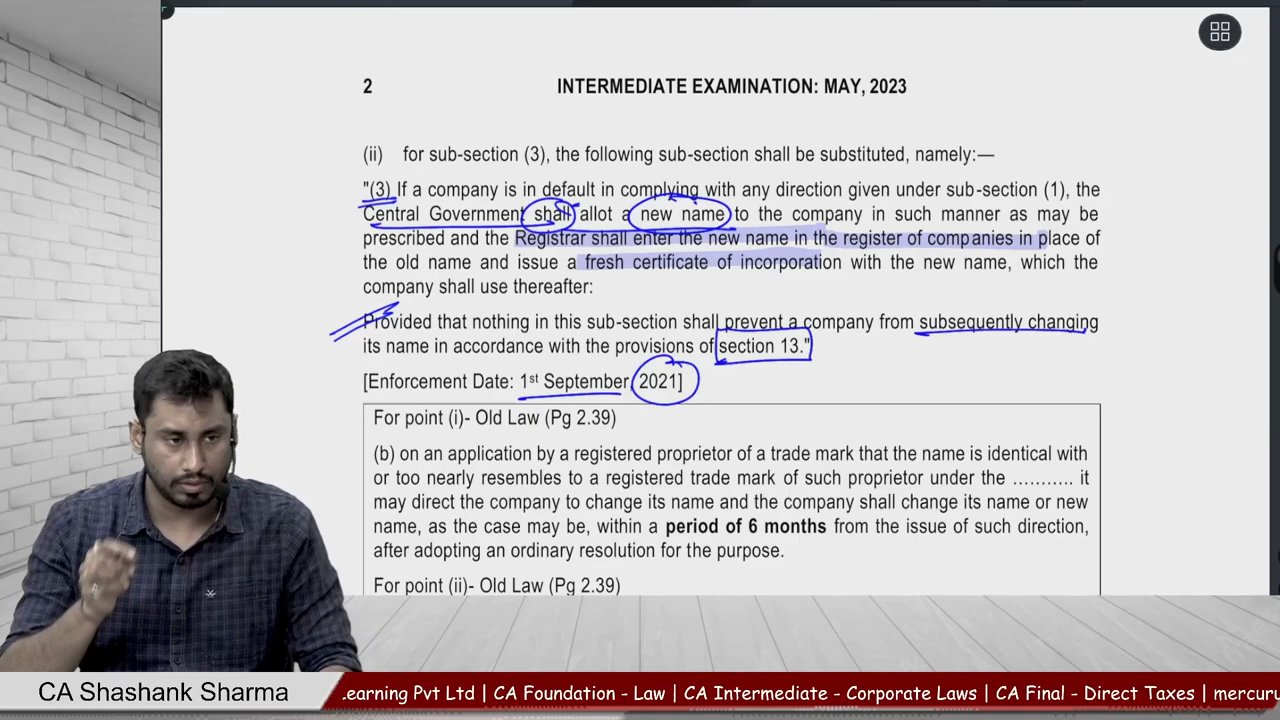 2 INTERMEDIATE EXAMINATION: MAY, 2023
(ii) for sub-section (3), the following sub-section shall be substituted, namely:—
"(3) If a company is in default in complying with any direction given under sub-section (1), the
Central Government shall allot a new name to the company in such manner as may be
prescribed and the Registrar shall enter the new name in the register of companies in place of
the old name and issue a fresh certificate of incorporation with the new name, which the
company shall use thereafter:
Provided that nothing in this sub-section shall prevent a company from subsequently changing
its name in accordance with the provisions of section 13."
[Enforcement Date: 1st September, 2021]
For point (i)- Old Law (Pg 2.39)
(b) on an application by a registered proprietor of a trade mark that the name is identical with
or too nearly resembles to a registered trade mark of such proprietor under the ……….. it
may direct the company to change its name and the company shall change its name or new
name, as the case may be, within a period of 6 months from the issue of such direction,
after adopting an ordinary resolution for the purpose.
For point (ii)- Old Law (Pg 2.39)
CA Shashank Sharma
earning Pvt Ltd | CA Foundation - Law | CA Intermediate - Corporate Laws | CA Final - Direct Taxes | mercuru